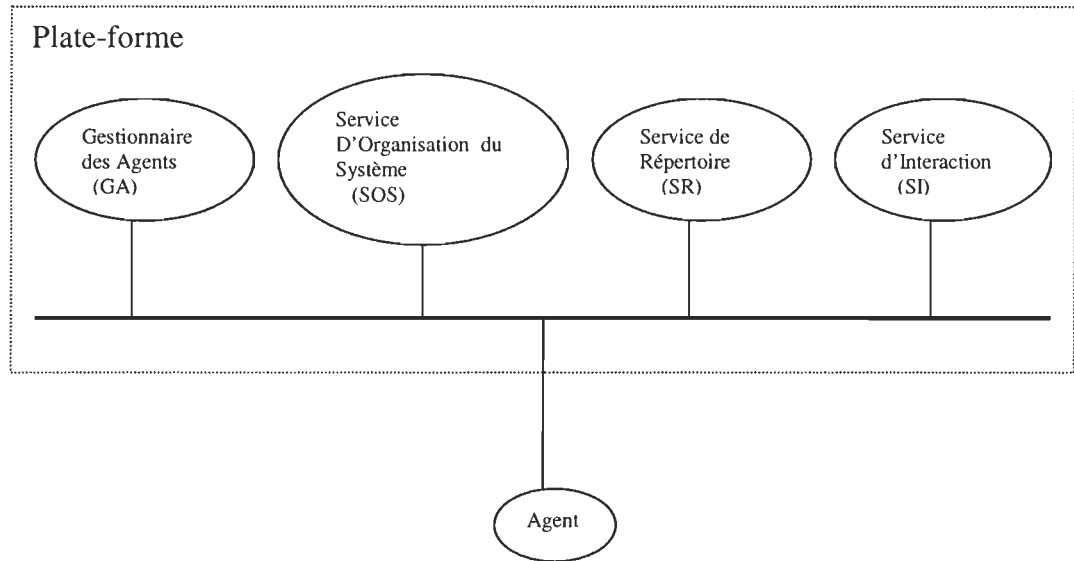 Plate-forme
Gestionnaire
des Agents
(GA)
Service
D'Organisation du
Système
(SOS)
Service de
Répertoire
(SR)
Service
d'Interaction
(SI)
Agent